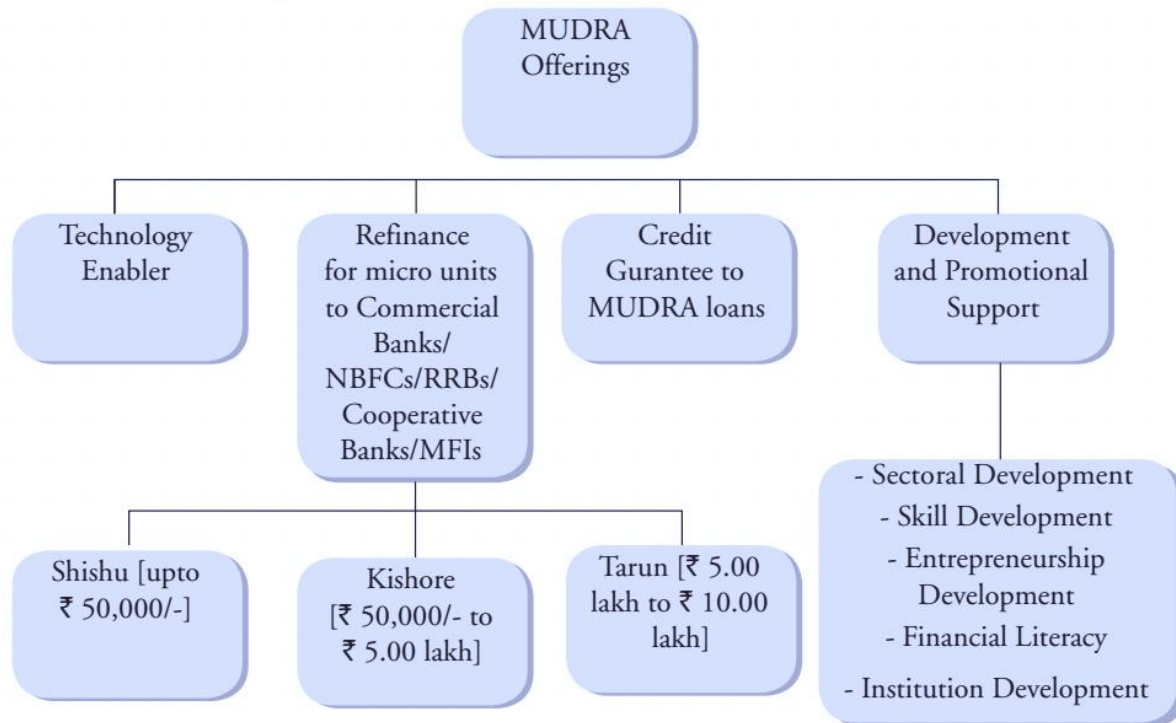 MUDRA
Offerings
Technology
Enabler
Refinance
for micro units
to Commercial
Banks/
NBFCs/RRBs/
Cooperative
Banks/MFIs
Credit
Gurantee to
MUDRA loans
Development
and Promotional
Support
Shishu [upto
₹ 50,000/-]
Kishore
[₹ 50,000/- to
₹ 5.00 lakh]
Tarun [₹ 5.00
lakh to ₹ 10.00
lakh]
- Sectoral Development
- Skill Development
- Entrepreneurship
Development
- Financial Literacy
- Institution Development